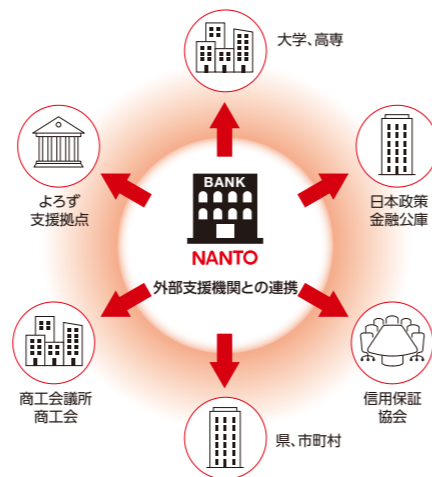 大学、高専
よろず
支援拠点
日本政策
金融公庫
BANK
NANTO
外部支援機関との連携
商工会議所
商工会
信用保証
協会
県、市町村